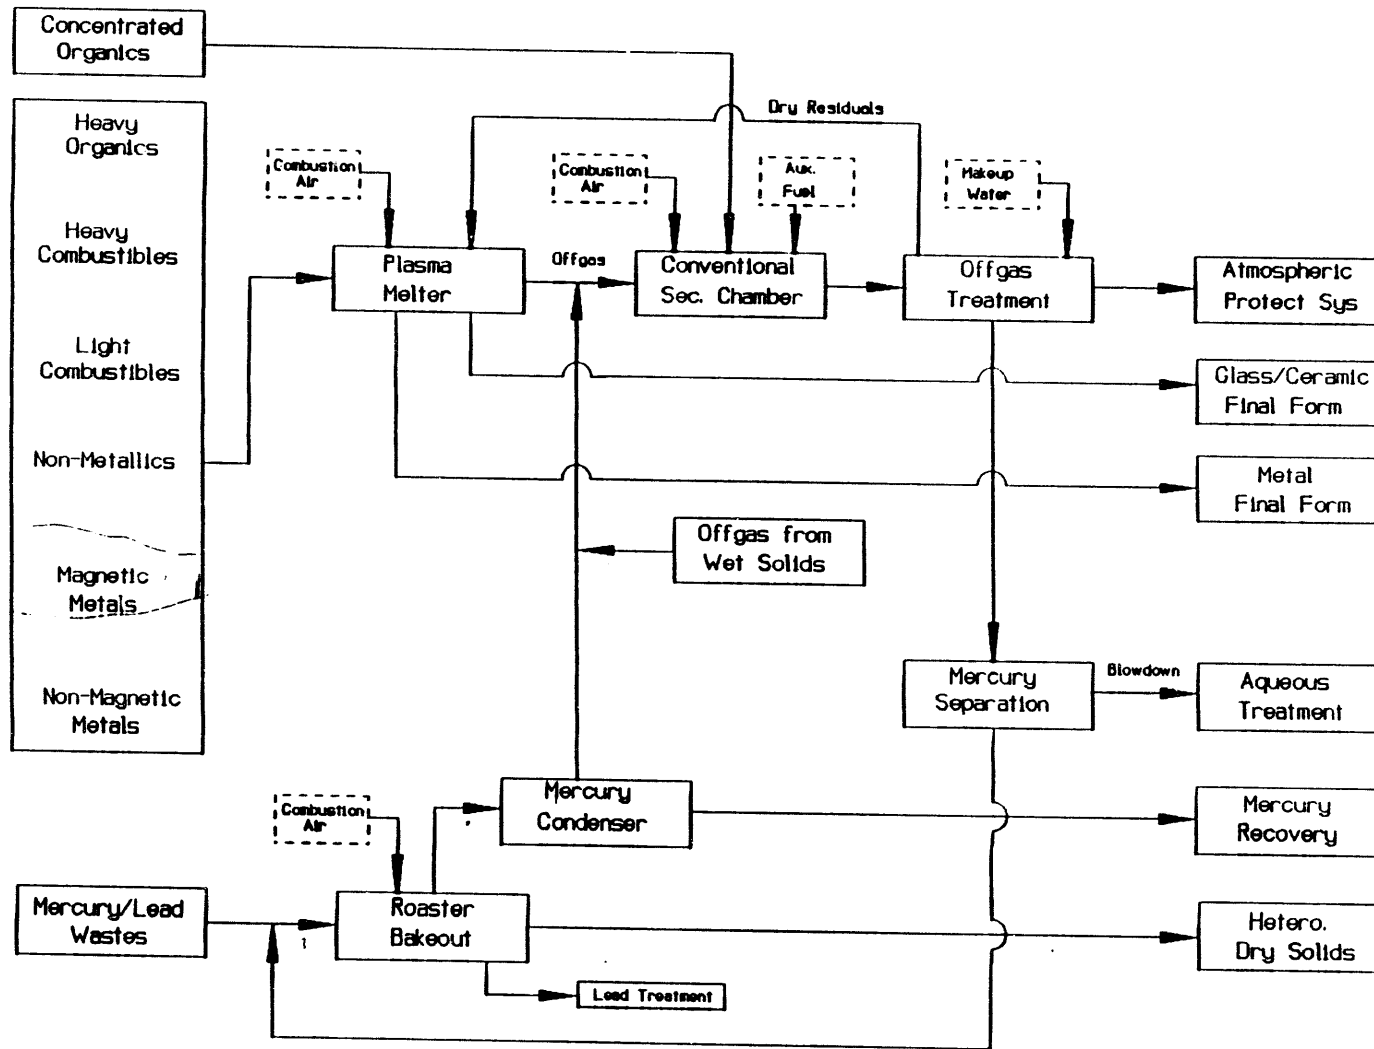 Concentrated
Organics
Heavy
Organics
Heavy
Combustibles
Light
Combustibles
Non-Metallics
Magnetic
Metals
Non-Magnetic
Metals
Mercury/Lead
Wastes
Dry Residuals
Combustion
Air
Combustion
Air
Aux.
Fuel
Makeup
Water
Plasma
Melter
Offgas
Conventional
Sec. Chamber
Offgas
Treatment
Atmospheric
Protect Sys
Glass/Ceramic
Final Form
Metal
Final Form
Offgas from
Wet Solids
Mercury
Separation
Blowdown
Aqueous
Treatment
Combustion
Air
Mercury
Condenser
Mercury
Recovery
Roaster
Bakeout
Hetero.
Dry Solids
Lead Treatment